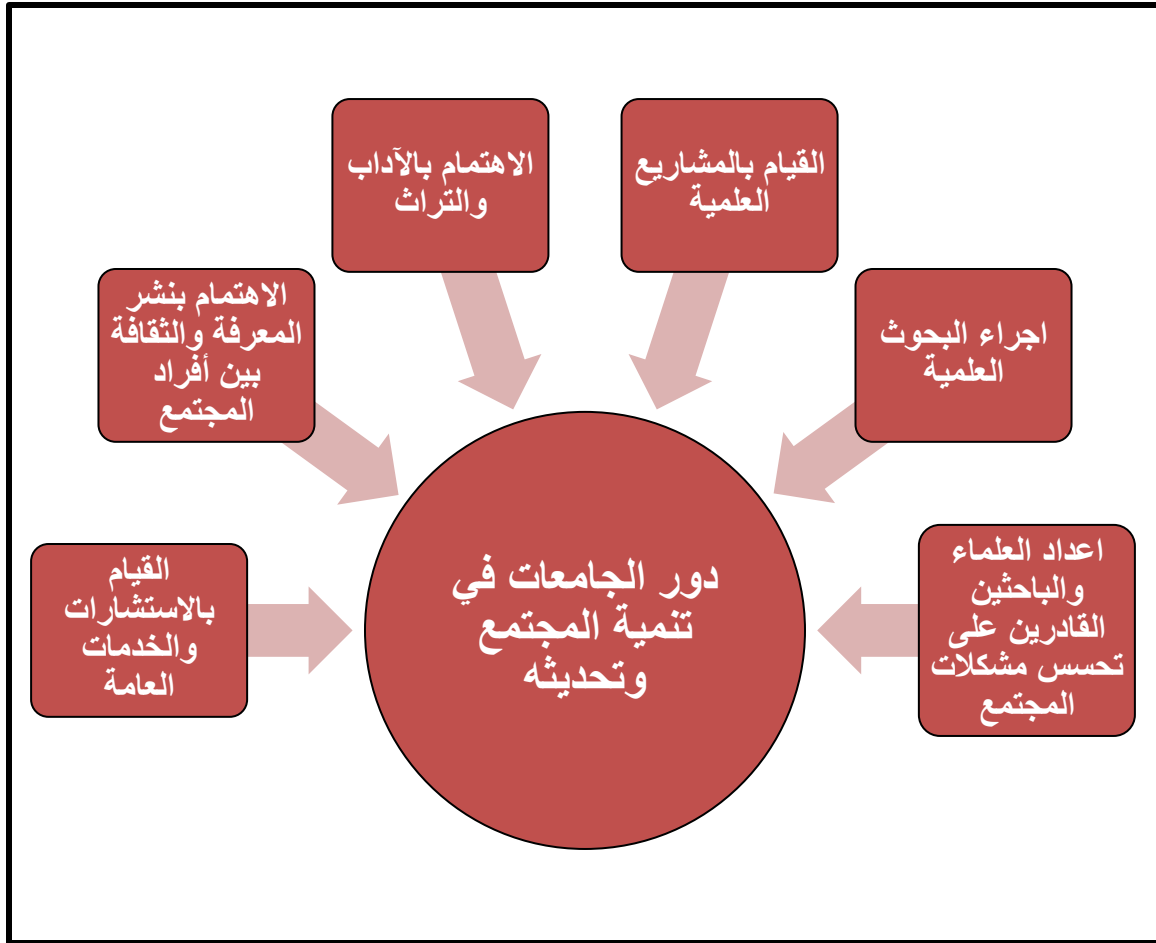 القيام بالمشاريع
العلمية
الاهتمام بالآداب
والتراث
اجراء البحوث
العلمية
الاهتمام بنشر
المعرفة والثقافة
بين أفراد
المجتمع
اعداد العلماء
والباحثين
القادرين على
تحسس مشكلات
المجتمع
دور الجامعات في
تنمية المجتمع
وتحديثه
القيام
بالاستشارات
والخدمات
العامة